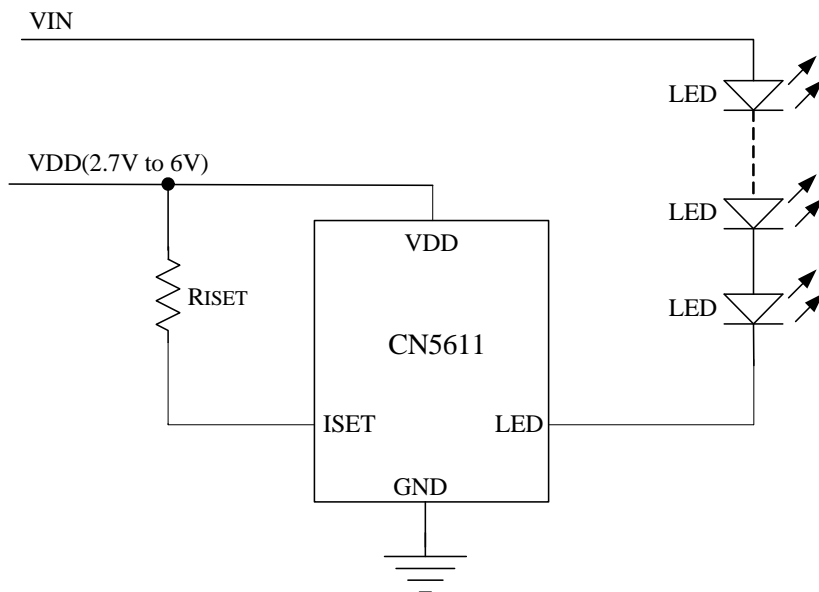 VIN
LED
VDD(2.7V to 6V)
LED
VDD
RISET
LED
CN5611
ISET
LED
GND